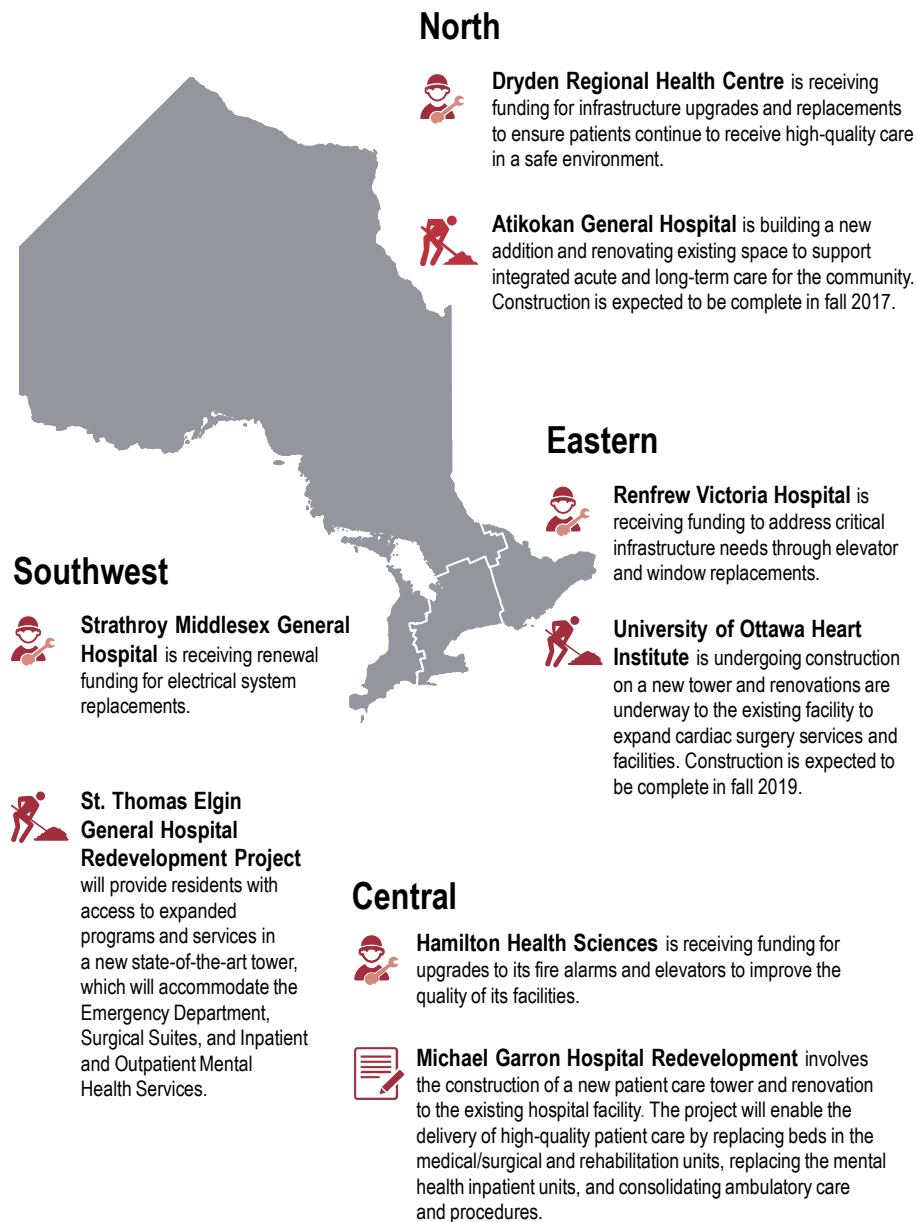 North
Dryden Regional Health Centre is receiving
funding for infrastructure upgrades and replacements
to ensure patients continue to receive high-quality care
in a safe environment.
Atikokan General Hospital is building a new
addition and renovating existing space to support
integrated acute and long-term care for the community.
Construction is expected to be complete in fall 2017.
Eastern
Renfrew Victoria Hospital is
receiving funding to address critical
infrastructure needs through elevator
and window replacements.
University of Ottawa Heart
Institute is undergoing construction
on a new tower and renovations are
underway to the existing facility to
expand cardiac surgery services and
facilities. Construction is expected to
be complete in fall 2019.
Southwest
Strathroy Middlesex General
Hospital is receiving renewal
funding for electrical system
replacements.
St. Thomas Elgin
General Hospital
Redevelopment Project
will provide residents with
access to expanded
programs and services in
a new state-of-the-art tower,
which will accommodate the
Emergency Department,
Surgical Suites, and Inpatient
and Outpatient Mental
Health Services.
Central
Hamilton Health Sciences is receiving funding for
upgrades to its fire alarms and elevators to improve the
quality of its facilities.
Michael Garron Hospital Redevelopment involves
the construction of a new patient care tower and renovation
to the existing hospital facility. The project will enable the
delivery of high-quality patient care by replacing beds in the
medical/surgical and rehabilitation units, replacing the mental
health inpatient units, and consolidating ambulatory care
and procedures.